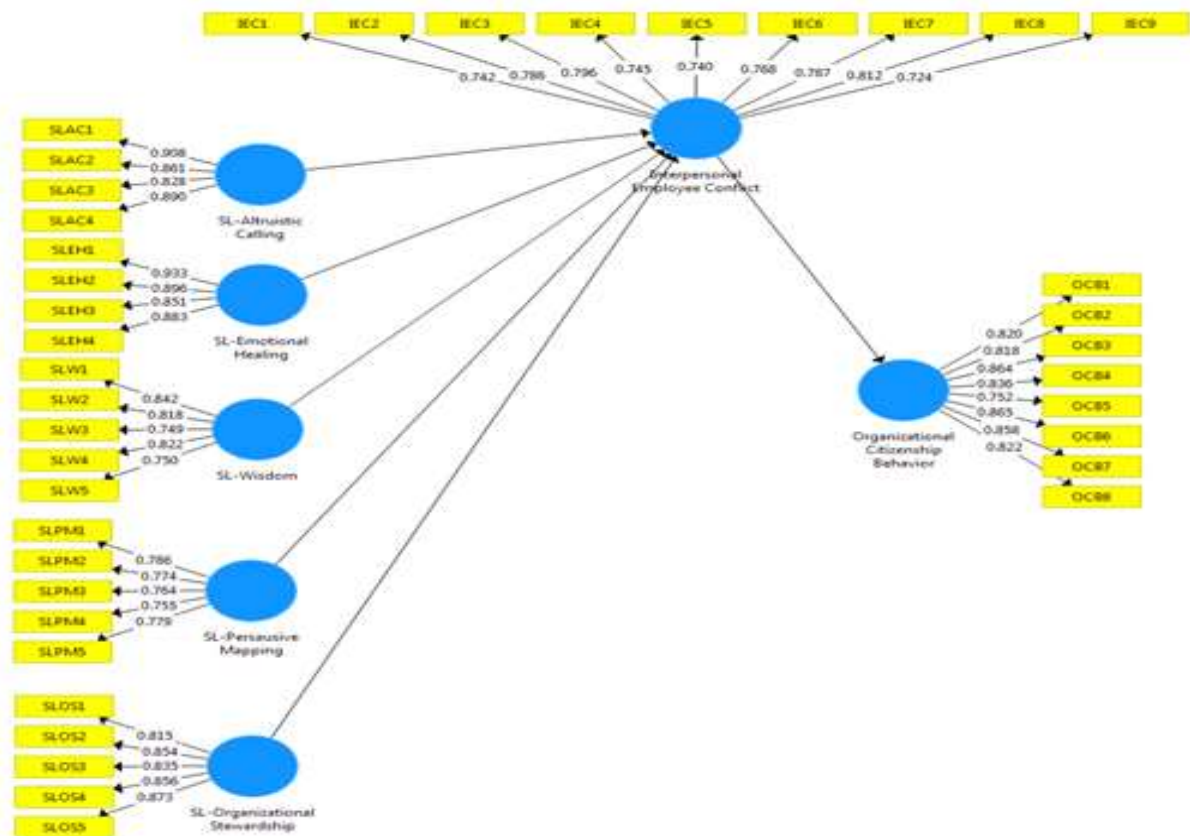 IEC1 IEC2 IEC3 IEC4 IEC5 IEC6 IEC7 IEC8 IEC9
0.742 0.786 0.796 0.745 0.740 0.768 0.787 0.812 0.724
Interpersonal
Employee Conflict
SLAC1
SLAC2
SLAC3
SLAC4
0.908
0.861
0.828
0.890
SL-Altruistic
Calling
SLEH1
SLEH2
SLEH3
SLEH4
0.933
0.896
0.851
0.883
SL-Emotional
Healing
SLW1
SLW2
SLW3
SLW4
SLW5
0.842
0.818
0.749
0.822
0.750
SL-Wisdom
SLPM1
SLPM2
SLPM3
SLPM4
SLPM5
0.786
0.774
0.764
0.755
0.779
SL-Persausive
Mapping
SLOS1
SLOS2
SLOS3
SLOS4
SLOS5
0.815
0.854
0.835
0.856
0.873
SL-Organizational
Stewardship
OCB1
OCB2
OCB3
OCB4
OCB5
OCB6
OCB7
OCB8
0.820
0.818
0.864
0.836
0.752
0.865
0.858
0.822
Organizational
Citizenship
Behavior